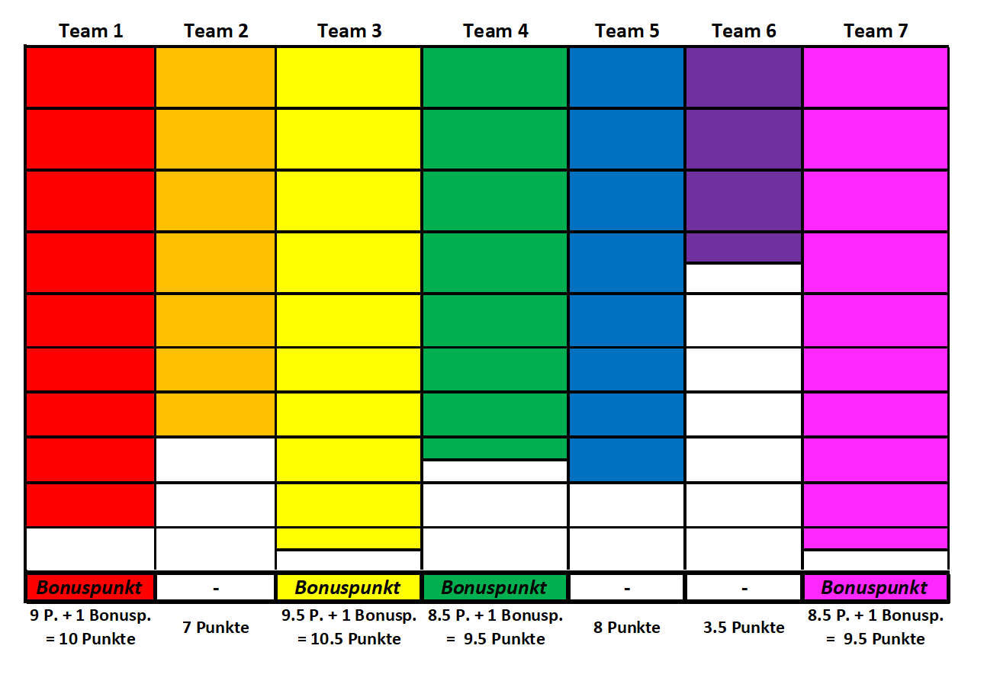 Team 1 Team 2 Team 3 Team 4 Team 5 Team 6 Team 7
Bonuspunkt - Bonuspunkt Bonuspunkt - - Bonuspunkt
9 P. + 1 Bonusp. 7 Punkte 9.5 P. + 1 Bonusp. 8.5 P. + 1 Bonusp. 8 Punkte 3.5 Punkte 8.5 P. + 1 Bonusp.
= 10 Punkte = 10.5 Punkte = 9.5 Punkte = 9.5 Punkte